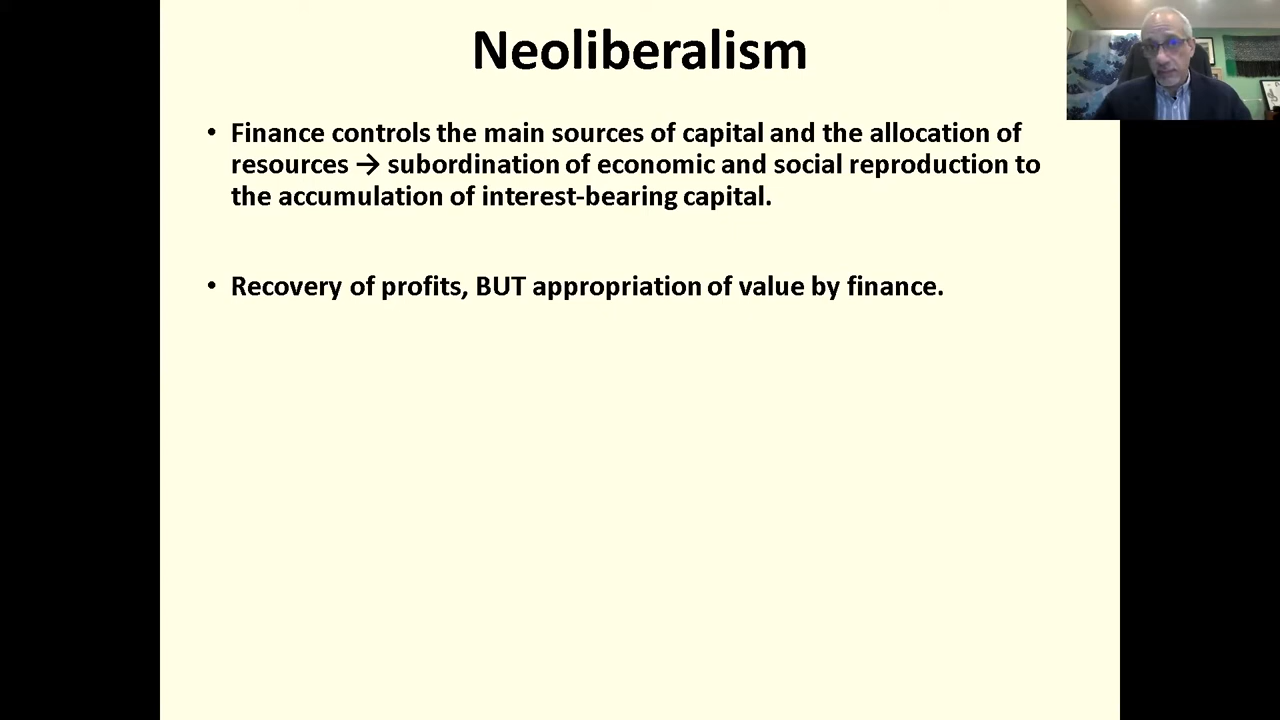 Neoliberalism
• Finance controls the main sources of capital and the allocation of
resources → subordination of economic and social reproduction to
the accumulation of interest-bearing capital.
• Recovery of profits, BUT appropriation of value by finance.